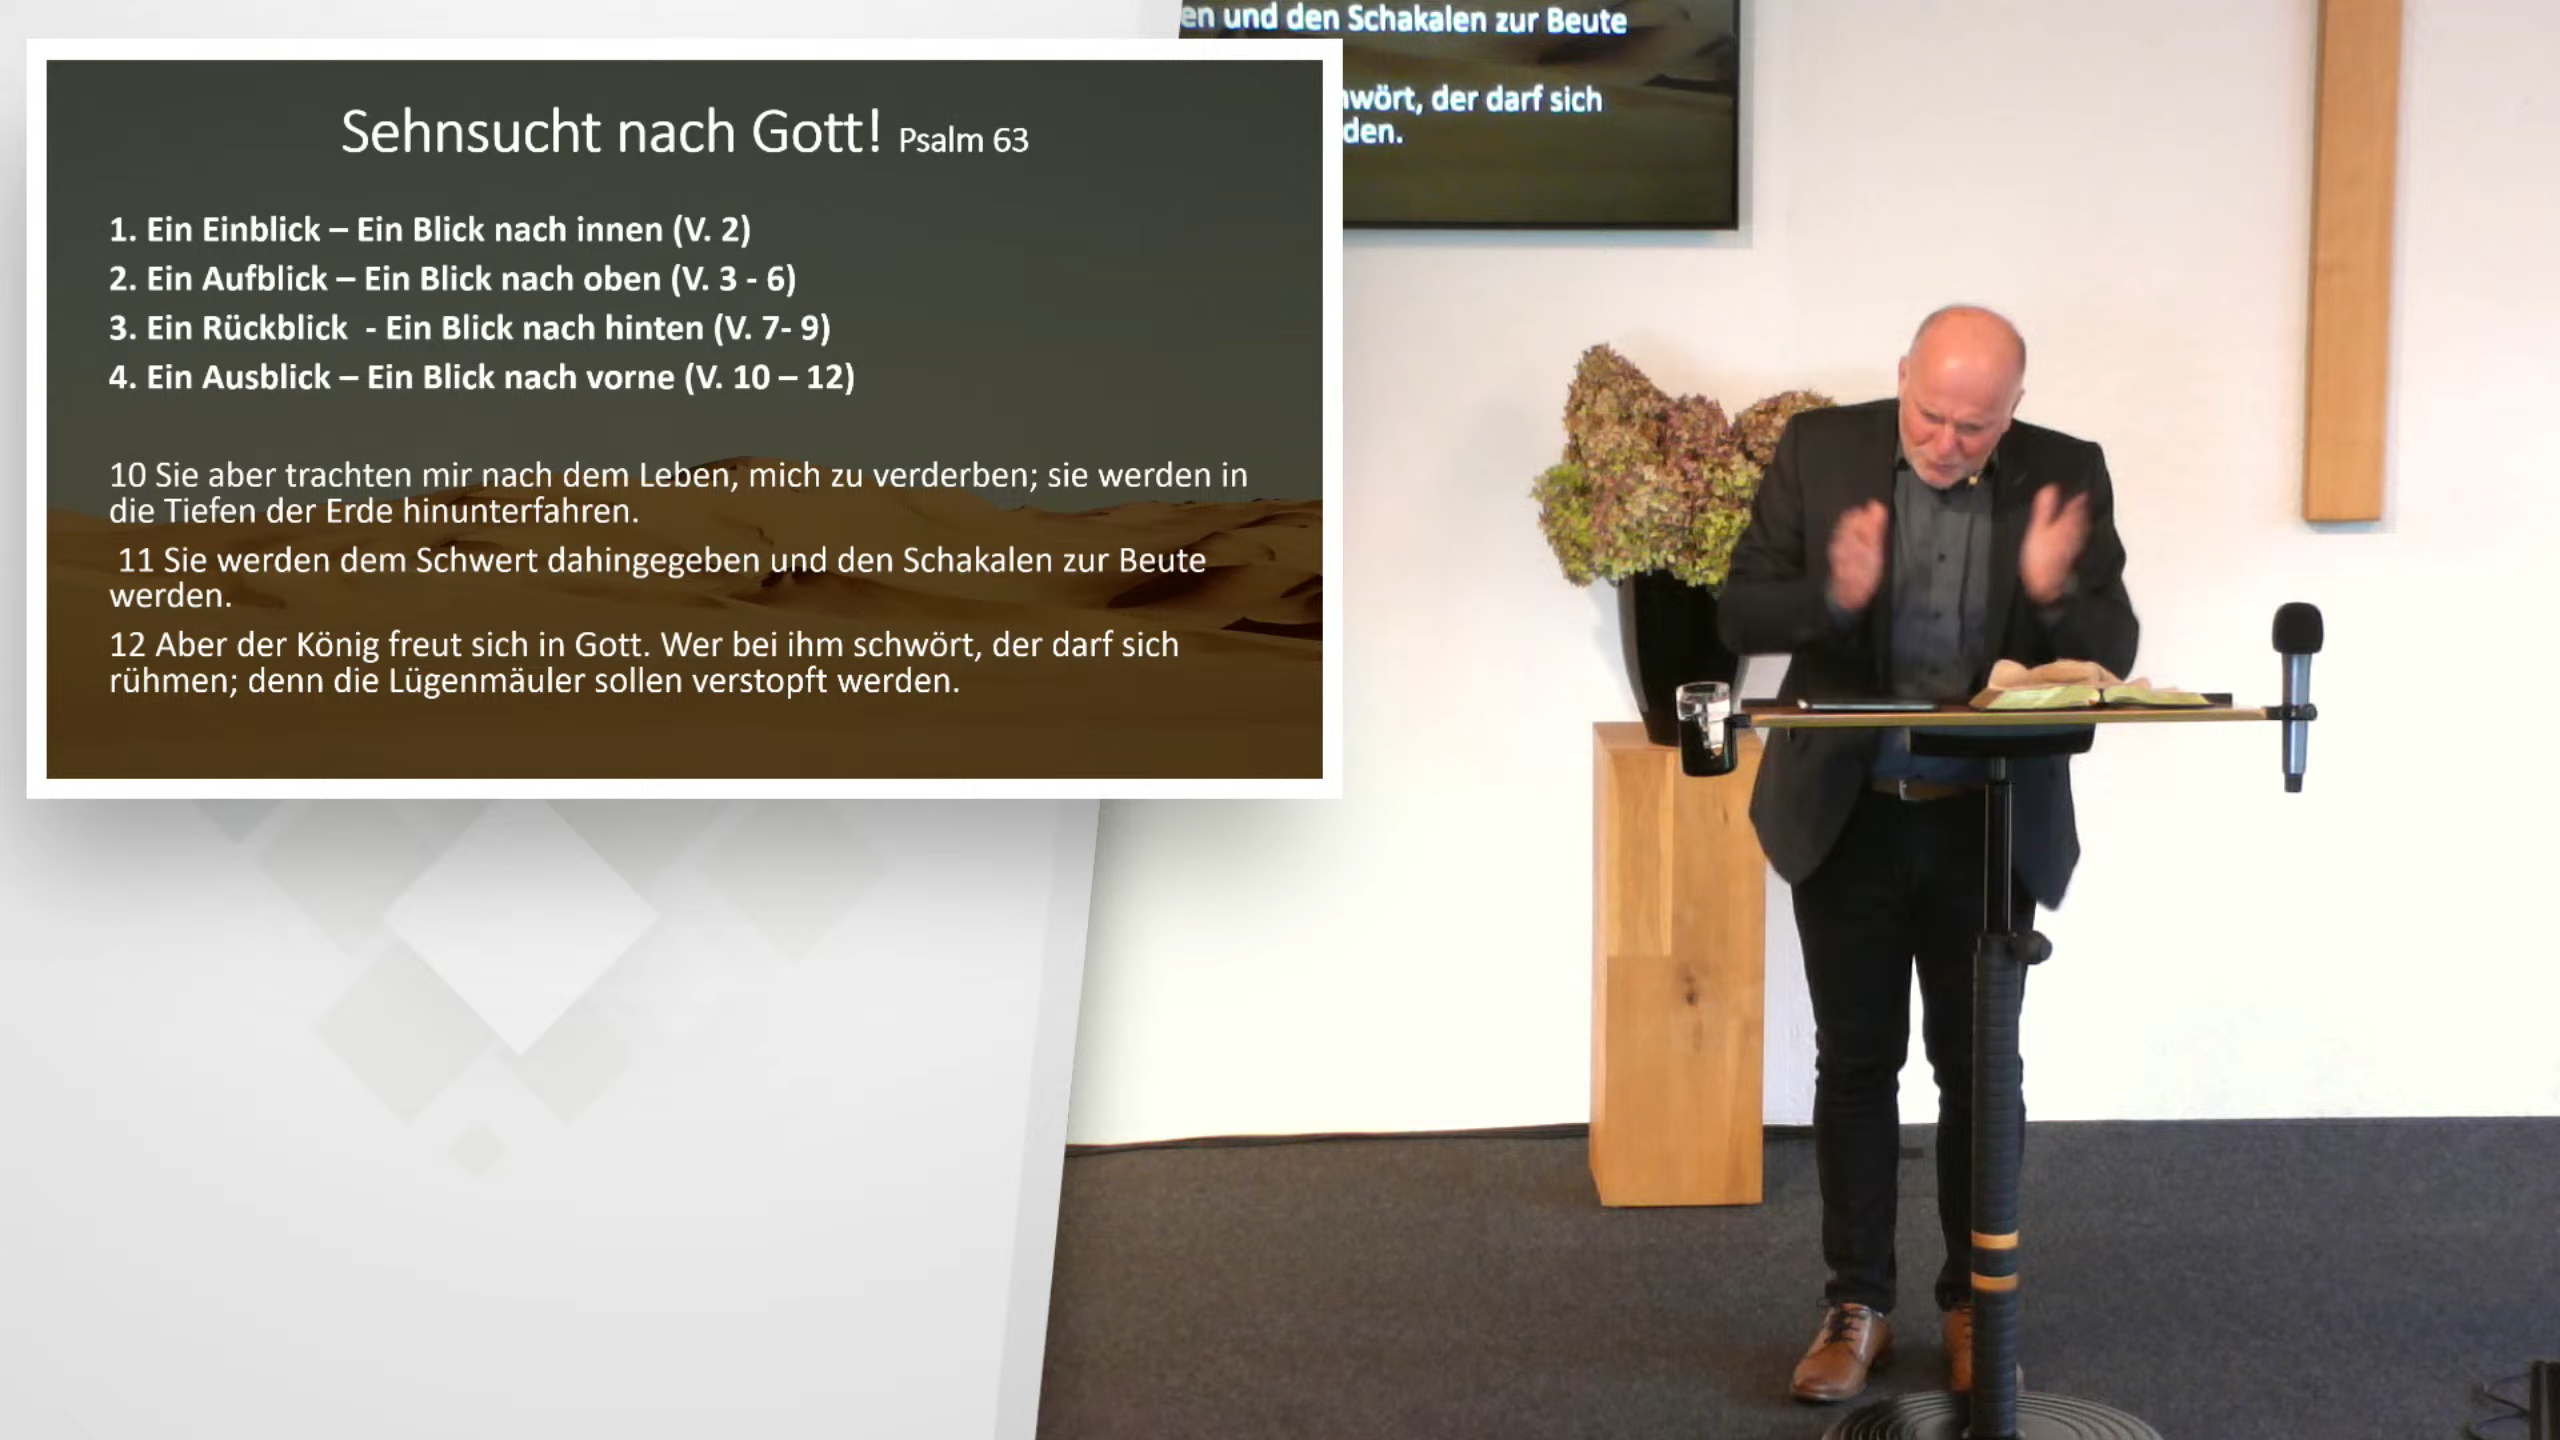 Sehnsucht nach Gott! Psalm 63
1. Ein Einblick – Ein Blick nach innen (V. 2)
2. Ein Aufblick – Ein Blick nach oben (V. 3 - 6)
3. Ein Rückblick  - Ein Blick nach hinten (V. 7- 9)
4. Ein Ausblick – Ein Blick nach vorne (V. 10 – 12)
10 Sie aber trachten mir nach dem Leben, mich zu verderben; sie werden in
die Tiefen der Erde hinunterfahren.
11 Sie werden dem Schwert dahingegeben und den Schakalen zur Beute
werden.
12 Aber der König freut sich in Gott. Wer bei ihm schwört, der darf sich
rühmen; denn die Lügenmäuler sollen verstopft werden.
en und den Schakalen zur Beute
wört, der darf sich
den.